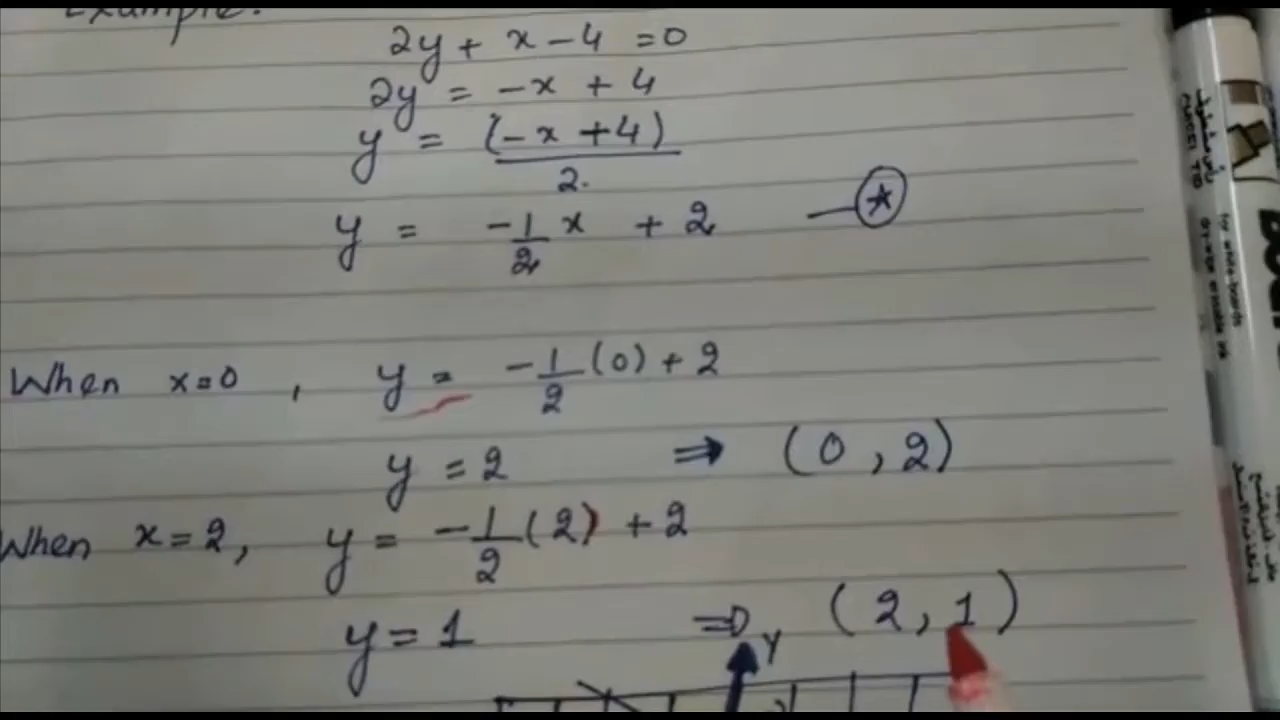 Example:
2y + x - 4 = 0
2y = -x + 4
y = (-x + 4) / 2.
y = -1/2 x + 2 —⊛
When x=0 , y = -1/2 (0) + 2
y = 2 ⇒ (0 , 2)
When x = 2, y = -1/2 (2) + 2
y = 1 ⇒ (2 , 1)
y